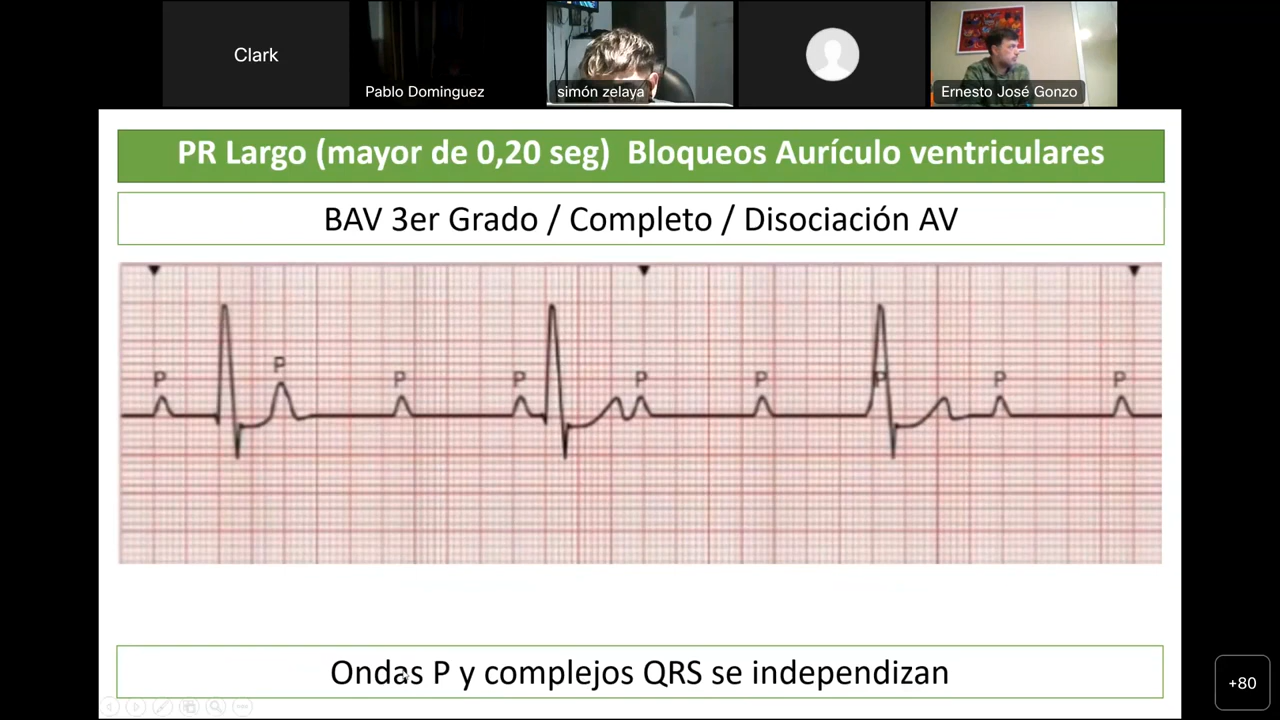 Clark
Pablo Dominguez
simón zelaya
Ernesto José Gonzo
PR Largo (mayor de 0,20 seg) Bloqueos Aurículo ventriculares
BAV 3er Grado / Completo / Disociación AV
P
P
P
P
P
P
P
P
P
Ondas P y complejos QRS se independizan
+80